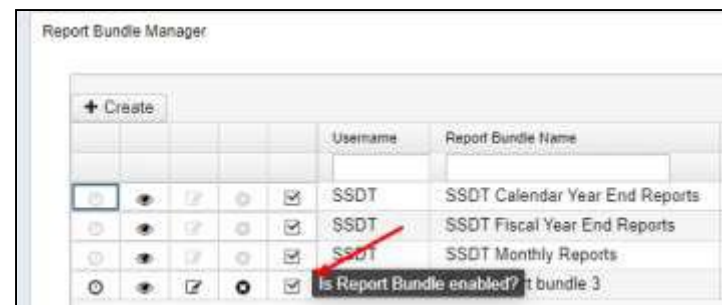 Report Bundle Manager
+ Create
Username Report Bundle Name
SSDT SSDT Calendar Year End Reports
SSDT SSDT Fiscal Year End Reports
SSDT SSDT Monthly Reports
Is Report Bundle enabled? t bundle 3